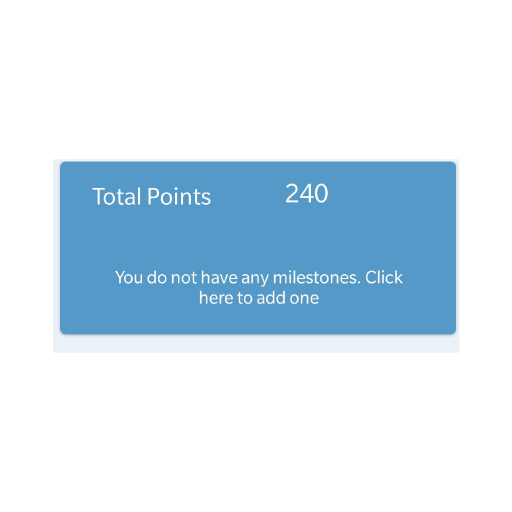 Total Points 240
You do not have any milestones. Click
here to add one